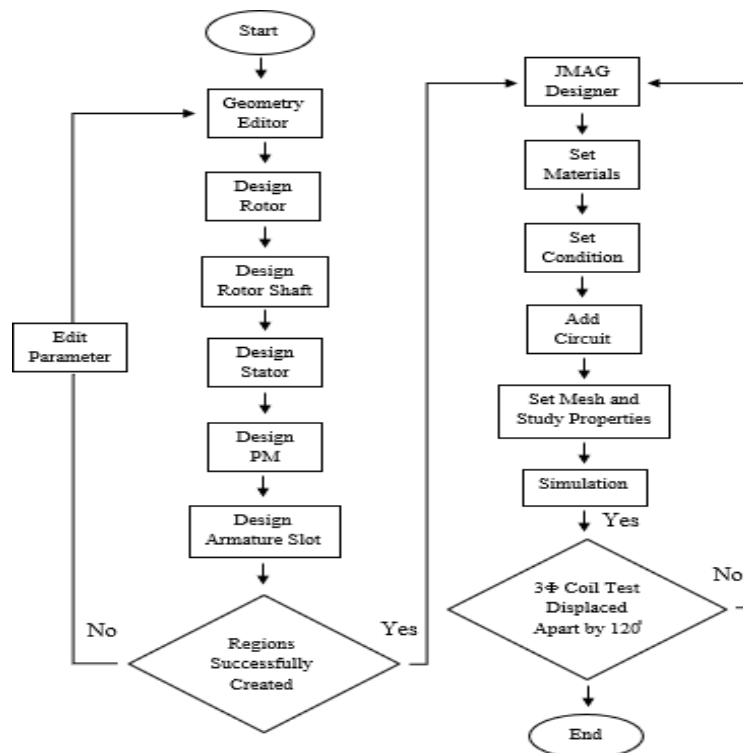 Start
Geometry
Editor
Design
Rotor
Design
Rotor Shaft
Edit
Parameter
Design
Stator
Design
PM
Design
Armature Slot
No
Yes
Regions
Successfully
Created
JMAG
Designer
Set
Materials
Set
Condition
Add
Circuit
Set Mesh and
Study Properties
Simulation
Yes
3Φ Coil Test
Displaced
Apart by 120°
No
End